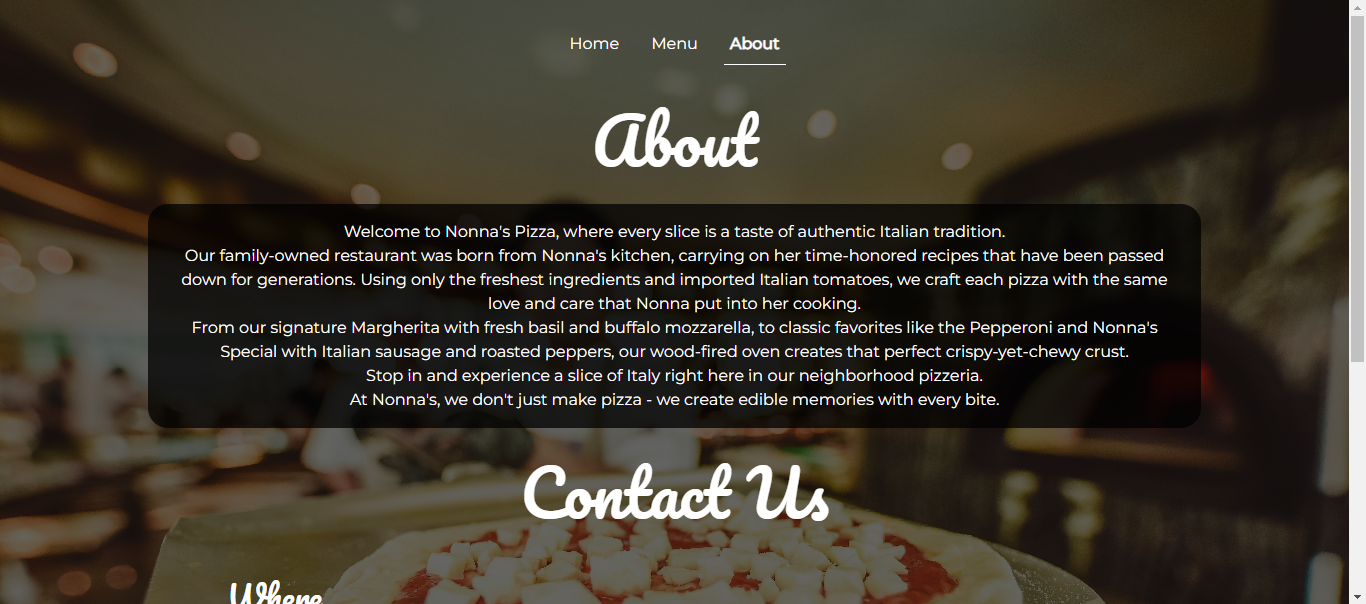 Home Menu About
About
Welcome to Nonna's Pizza, where every slice is a taste of authentic Italian tradition.
Our family-owned restaurant was born from Nonna's kitchen, carrying on her time-honored recipes that have been passed
down for generations. Using only the freshest ingredients and imported Italian tomatoes, we craft each pizza with the same
love and care that Nonna put into her cooking.
From our signature Margherita with fresh basil and buffalo mozzarella, to classic favorites like the Pepperoni and Nonna's
Special with Italian sausage and roasted peppers, our wood-fired oven creates that perfect crispy-yet-chewy crust.
Stop in and experience a slice of Italy right here in our neighborhood pizzeria.
At Nonna's, we don't just make pizza - we create edible memories with every bite.
Contact Us
Where